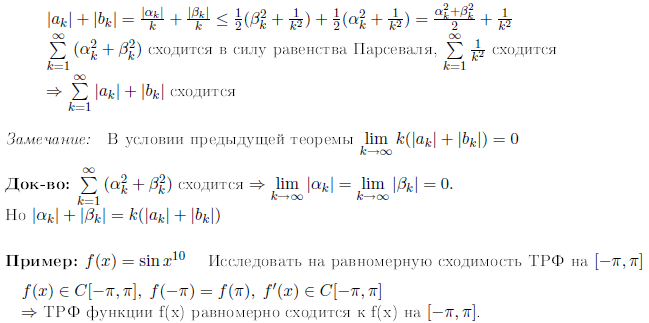 |a_k| + |b_k| = |α_k|/k + |β_k|/k ≤ 1/2(β_k^2 + 1/k^2) + 1/2(α_k^2 + 1/k^2) = (α_k^2+β_k^2)/2 + 1/k^2
∑_{k=1}^{∞} (α_k^2 + β_k^2) сходится в силу равенства Парсеваля, ∑_{k=1}^{∞} 1/k^2 сходится
⇒ ∑_{k=1}^{∞} |a_k| + |b_k| сходится
Замечание: В условии предыдущей теоремы lim_{k→∞} k(|a_k| + |b_k|) = 0
Док-во: ∑_{k=1}^{∞} (α_k^2 + β_k^2) сходится ⇒ lim_{k→∞} |α_k| = lim_{k→∞} |β_k| = 0.
Но |α_k| + |β_k| = k(|a_k| + |b_k|)
Пример: f(x) = sin x^{10} Исследовать на равномерную сходимость ТРФ на [−π, π]
f(x) ∈ C[−π, π], f(−π) = f(π), f′(x) ∈ C[−π, π]
⇒ ТРФ функции f(x) равномерно сходится к f(x) на [−π, π].